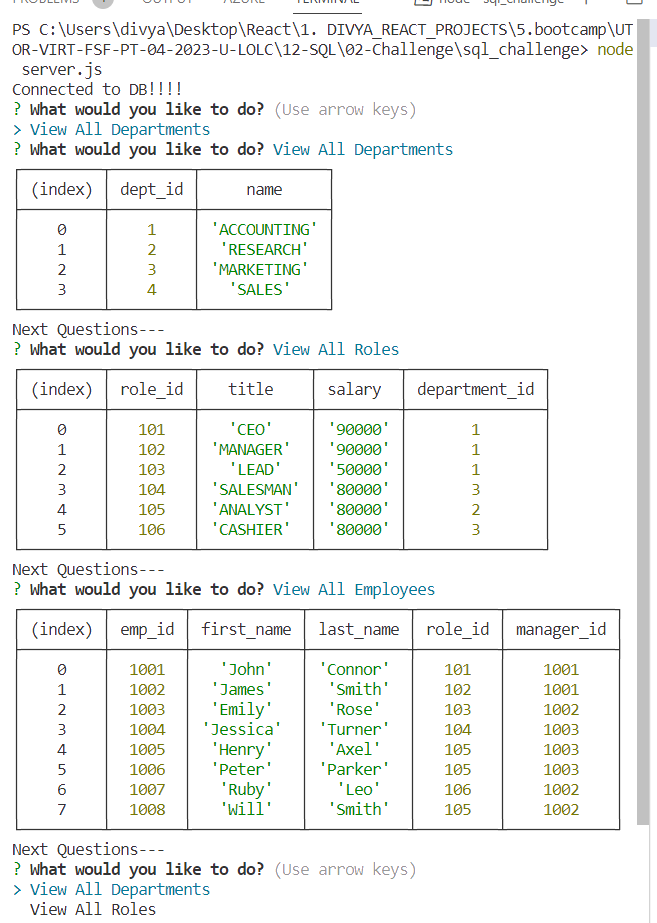 PROBLEMS OUTPUT AZURE TERMINAL node - sql_challenge
PS C:\Users\divya\Desktop\React\1. DIVYA_REACT_PROJECTS\5.bootcamp\UT
OR-VIRT-FSF-PT-04-2023-U-LOLC\12-SQL\02-Challenge\sql_challenge> node
server.js
Connected to DB!!!!
? What would you like to do? (Use arrow keys)
> View All Departments
? What would you like to do? View All Departments
(index) dept_id name
0 1 'ACCOUNTING'
1 2 'RESEARCH'
2 3 'MARKETING'
3 4 'SALES'
Next Questions---
? What would you like to do? View All Roles
(index) role_id title salary department_id
0 101 'CEO' '90000' 1
1 102 'MANAGER' '90000' 1
2 103 'LEAD' '50000' 1
3 104 'SALESMAN' '80000' 3
4 105 'ANALYST' '80000' 2
5 106 'CASHIER' '80000' 3
Next Questions---
? What would you like to do? View All Employees
(index) emp_id first_name last_name role_id manager_id
0 1001 'John' 'Connor' 101 1001
1 1002 'James' 'Smith' 102 1001
2 1003 'Emily' 'Rose' 103 1002
3 1004 'Jessica' 'Turner' 104 1003
4 1005 'Henry' 'Axel' 105 1003
5 1006 'Peter' 'Parker' 105 1003
6 1007 'Ruby' 'Leo' 106 1002
7 1008 'Will' 'Smith' 105 1002
Next Questions---
? What would you like to do? (Use arrow keys)
> View All Departments
View All Roles